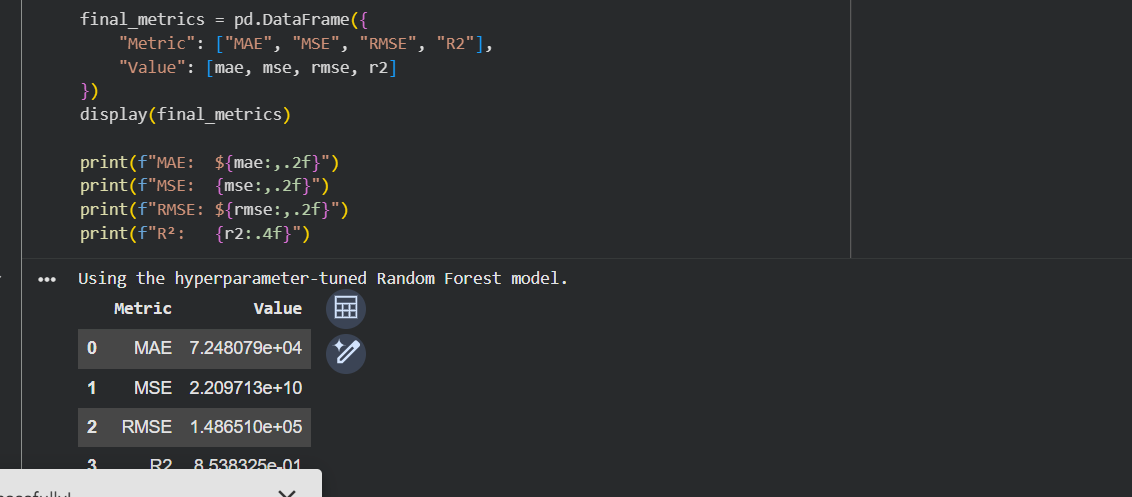 final_metrics = pd.DataFrame({
    "Metric": ["MAE", "MSE", "RMSE", "R2"],
    "Value": [mae, mse, rmse, r2]
})
display(final_metrics)

print(f"MAE:  ${mae:,.2f}")
print(f"MSE:  {mse:,.2f}")
print(f"RMSE: ${rmse:,.2f}")
print(f"R²:   {r2:.4f}")
Using the hyperparameter-tuned Random Forest model.
Metric Value
0 MAE 7.248079e+04
1 MSE 2.209713e+10
2 RMSE 1.486510e+05
3 R2 8.538325e-01